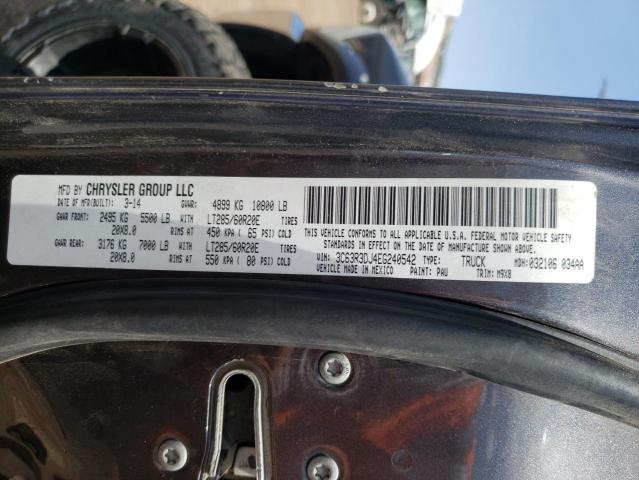 MFD BY CHRYSLER GROUP LLC
DATE OF MFR(BUILT): 3-14 GVWR: 4899 KG 10800 LB
GAWR FRONT: 2495 KG 5500 LB WITH LT285/60R20E TIRES
20X8.0 RIMS AT 450 KPA ( 65 PSI) COLD
GAWR REAR: 3176 KG 7000 LB WITH LT285/60R20E TIRES
20X8.0 RIMS AT 550 KPA ( 80 PSI) COLD
THIS VEHICLE CONFORMS TO ALL APPLICABLE U.S.A. FEDERAL MOTOR VEHICLE SAFETY
STANDARDS IN EFFECT ON THE DATE OF MANUFACTURE SHOWN ABOVE.
VIN: 3C63R3DJ4EG240542 TYPE: TRUCK MDH: 032106 034AA
VEHICLE MADE IN MEXICO PAINT: PAU TRIM: M9X8